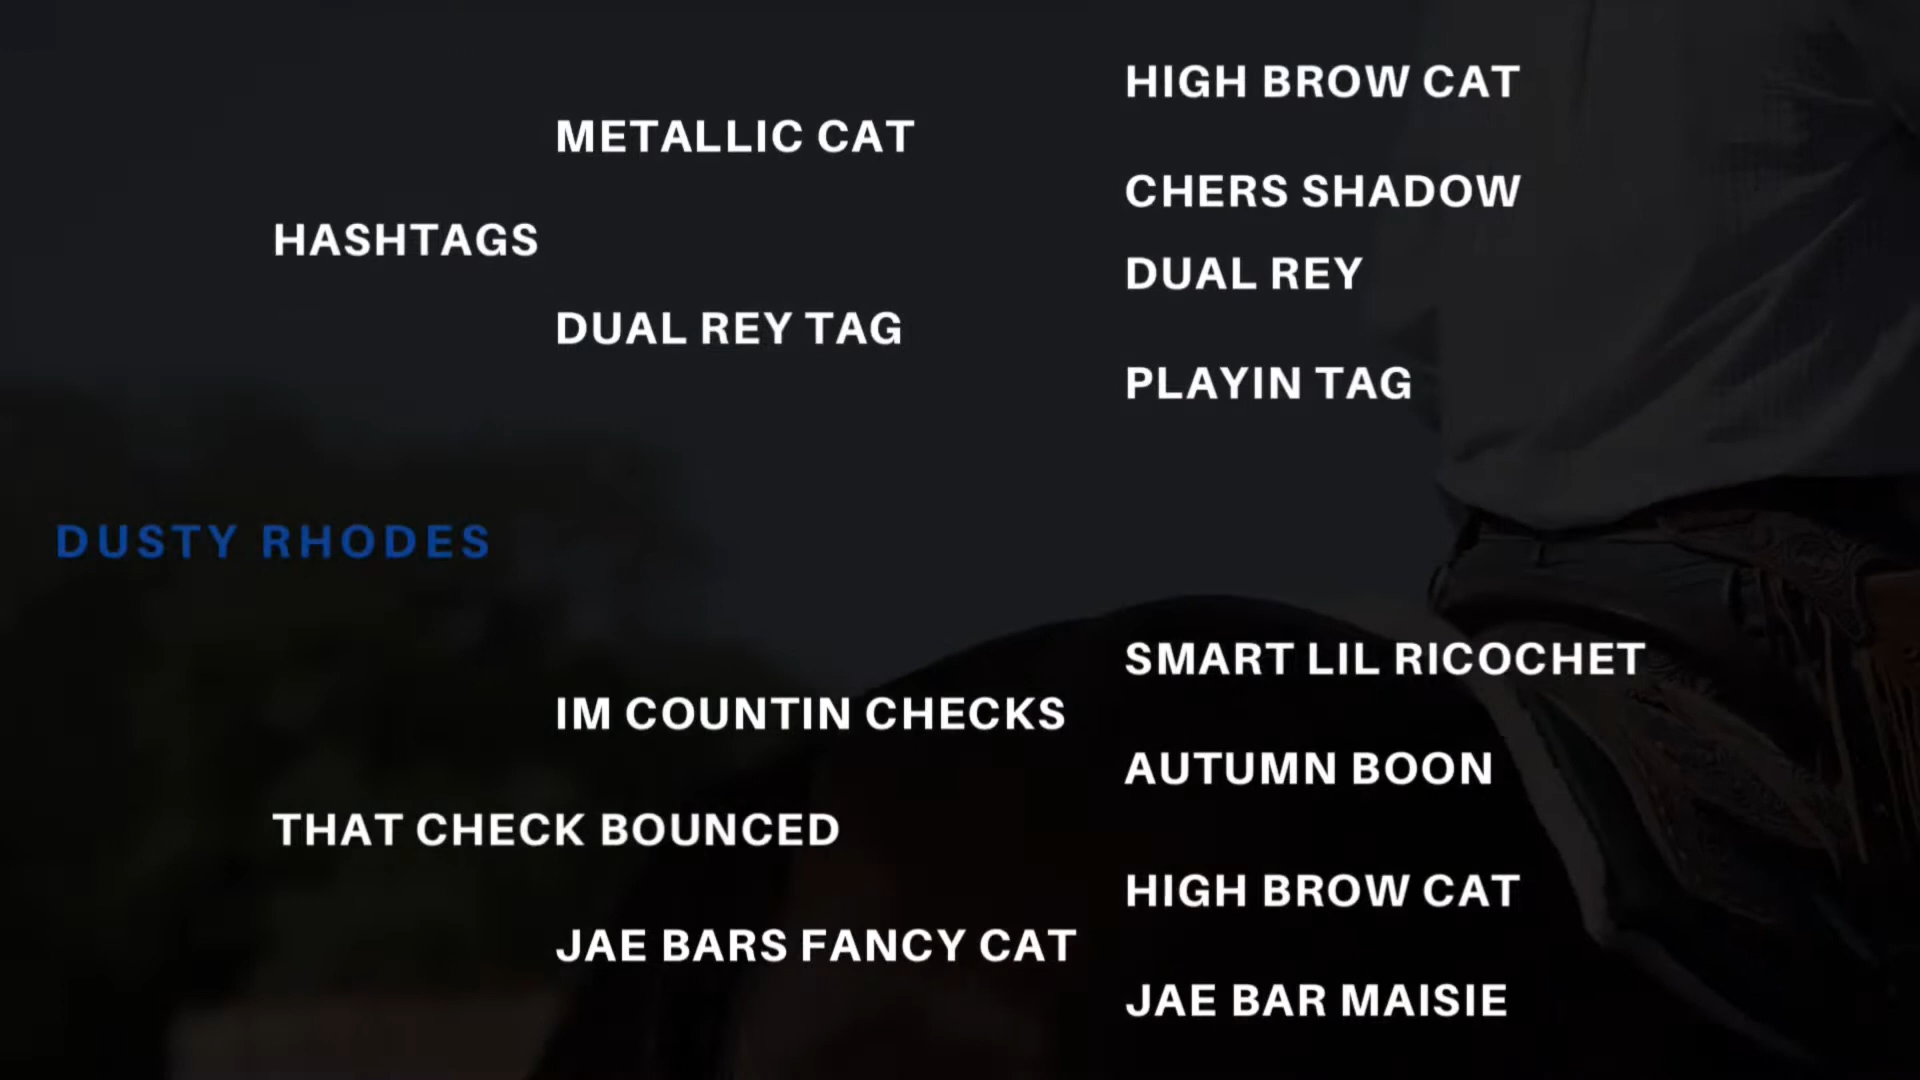 HIGH BROW CAT
METALLIC CAT
CHERS SHADOW
HASHTAGS
DUAL REY
DUAL REY TAG
PLAYIN TAG
DUSTY RHODES
SMART LIL RICOCHET
IM COUNTIN CHECKS
AUTUMN BOON
THAT CHECK BOUNCED
HIGH BROW CAT
JAE BARS FANCY CAT
JAE BAR MAISIE